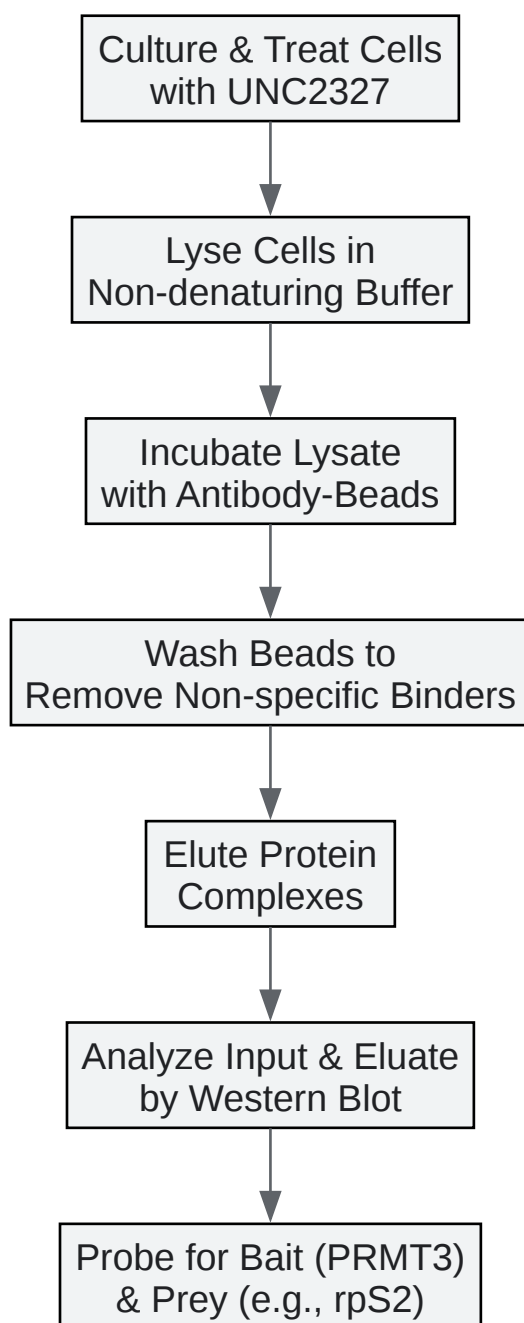 Culture & Treat Cells
with UNC2327
Lyse Cells in
Non-denaturing Buffer
Incubate Lysate
with Antibody-Beads
Wash Beads to
Remove Non-specific Binders
Elute Protein
Complexes
Analyze Input & Eluate
by Western Blot
Probe for Bait (PRMT3)
& Prey (e.g., rpS2)